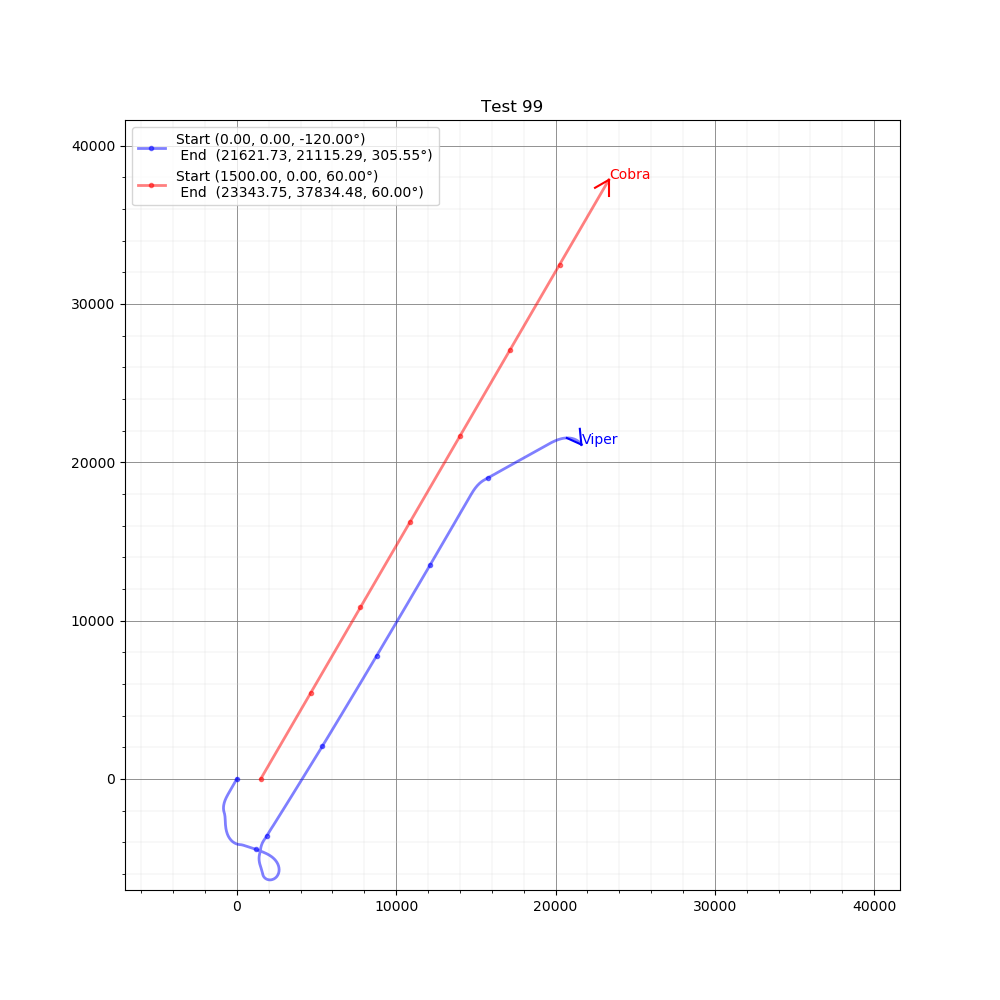 Test 99
Start (0.00, 0.00, -120.00°)
End (21621.73, 21115.29, 305.55°)
Start (1500.00, 0.00, 60.00°)
End (23343.75, 37834.48, 60.00°)
40000
Cobra
30000
Viper
20000
10000
0
0 10000 20000 30000 40000